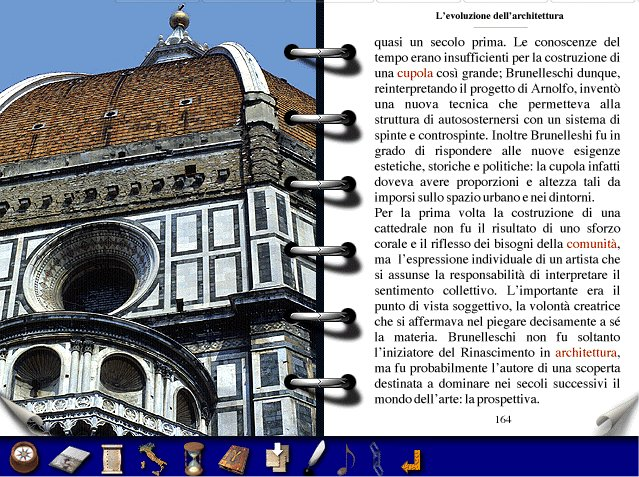 L'evoluzione dell'architettura
quasi un secolo prima. Le conoscenze del
tempo erano insufficienti per la costruzione di
una cupola così grande; Brunelleschi dunque,
reinterpretando il progetto di Arnolfo, inventò
una nuova tecnica che permetteva alla
struttura di autososternersi con un sistema di
spinte e controspinte. Inoltre Brunelleshi fu in
grado di rispondere alle nuove esigenze
estetiche, storiche e politiche: la cupola infatti
doveva avere proporzioni e altezza tali da
imporsi sullo spazio urbano e nei dintorni.
Per la prima volta la costruzione di una
cattedrale non fu il risultato di uno sforzo
corale e il riflesso dei bisogni della comunità,
ma l'espressione individuale di un artista che
si assunse la responsabilità di interpretare il
sentimento collettivo. L'importante era il
punto di vista soggettivo, la volontà creatrice
che si affermava nel piegare decisamente a sé
la materia. Brunelleschi non fu soltanto
l'iniziatore del Rinascimento in architettura,
ma fu probabilmente l'autore di una scoperta
destinata a dominare nei secoli successivi il
mondo dell'arte: la prospettiva.
164